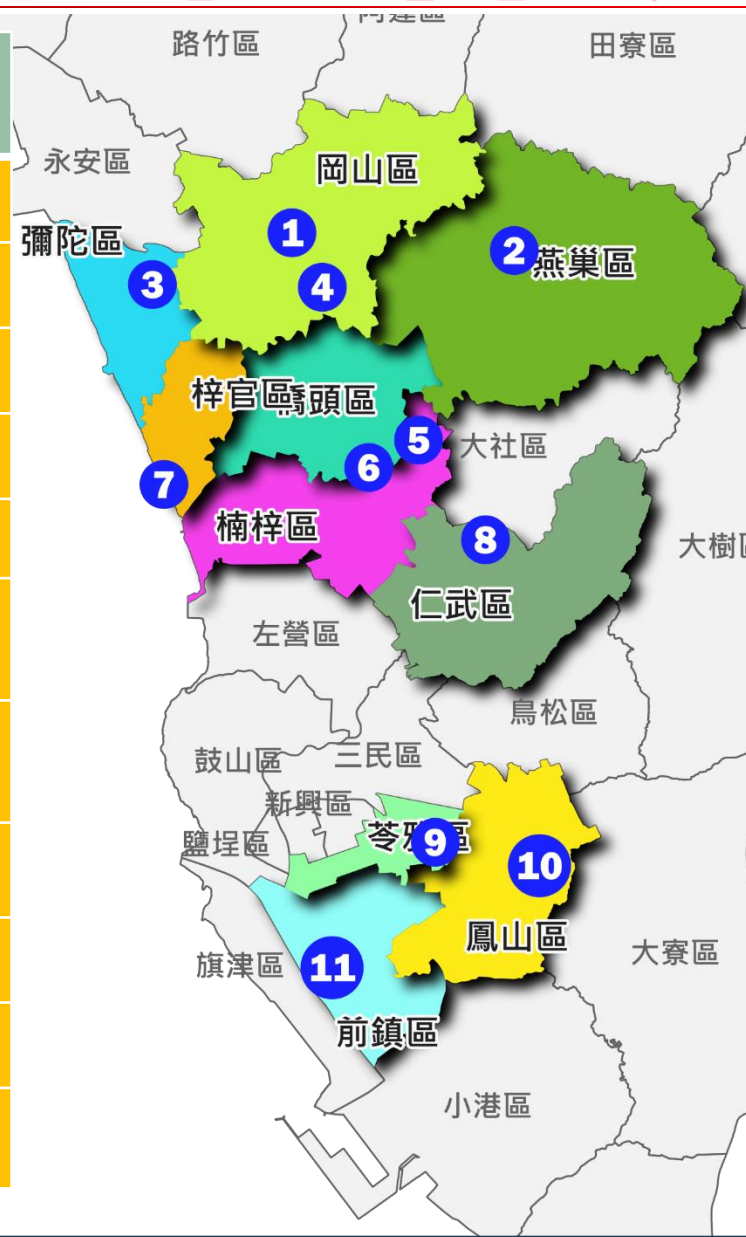 路竹區
田寮區
永安區
岡山區
彌陀區
1
2
燕巢區
3
4
梓官區
頭區
5
大社區
6
7
楠梓區
8
仁武區
左營區
鳥松區
鼓山區
三民區
新興區
鹽埕區
苓雅區
9
10
旗津區
11
鳳山區
大寮區
前鎮區
小港區
大樹